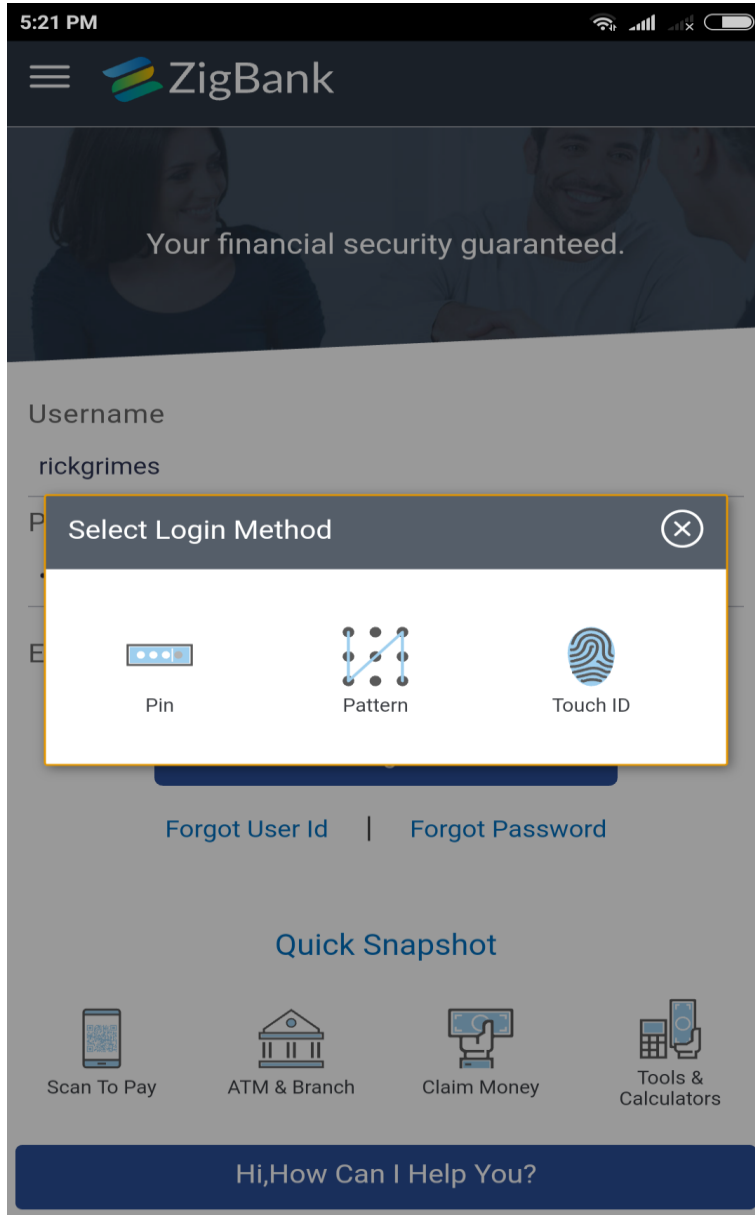 5:21 PM
ZigBank
Your financial security guaranteed.
Username
rickgrimes
P
Select Login Method
E
Pin
Pattern
Touch ID
Forgot User Id | Forgot Password
Quick Snapshot
Scan To Pay
ATM & Branch
Claim Money
Tools &
Calculators
Hi,How Can I Help You?